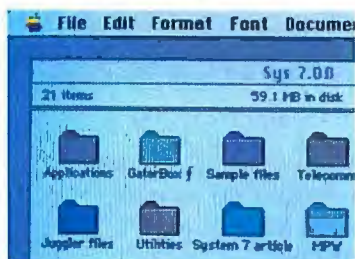 File Edit Format Font Docume
Sys 7.0
21 items 59.1 MB in disk
Applications GatorBox ƒ Sample files Telecomm
Juggler files Utilities System 7 article MPW